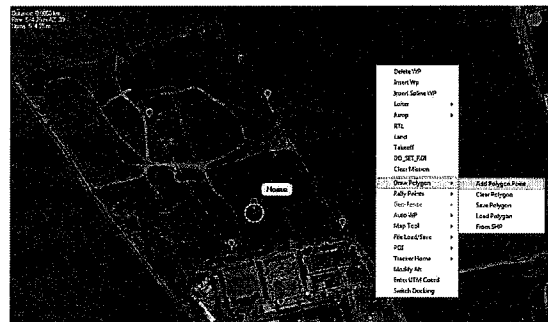 Home
Delete WP
Insert Wp
Insert Spline WP
Loiter
Jump
RTL
Land
Takeoff
DO_SET_ROI
Clear Mission
Draw Polygon
Add Polygon Point
Rally Points
Clear Polygon
Geo-Fence
Save Polygon
Auto WP
Load Polygon
Map Tool
From SHP
File Load/Save
POI
Tracker Home
Modify Alt
Enter UTM Coord
Switch Docking